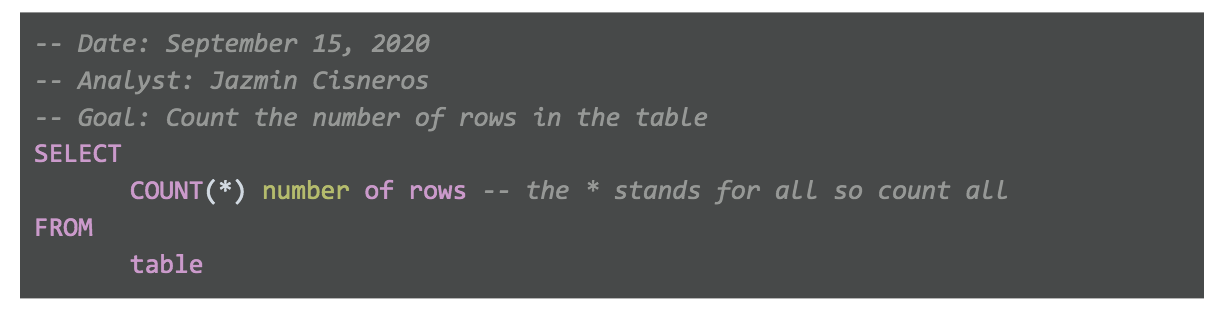 -- Date: September 15, 2020
-- Analyst: Jazmin Cisneros
-- Goal: Count the number of rows in the table
SELECT
COUNT(*) number of rows -- the * stands for all so count all
FROM
table